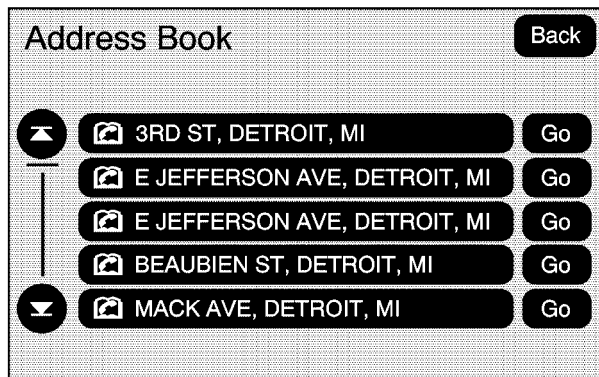 Address Book
Back
3RD ST, DETROIT, MI Go
E JEFFERSON AVE, DETROIT, MI Go
E JEFFERSON AVE, DETROIT, MI Go
BEAUBIEN ST, DETROIT, MI Go
MACK AVE, DETROIT, MI Go